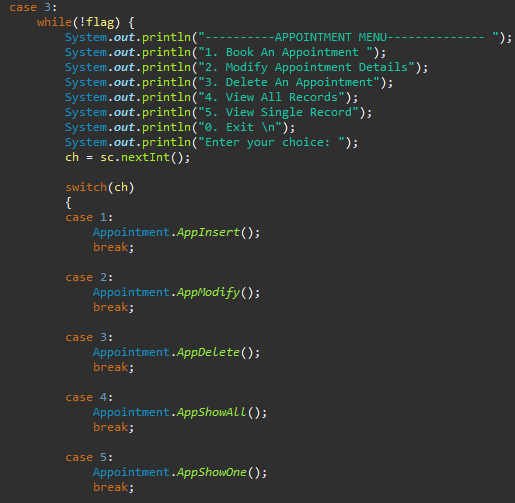 case 3:
    while(!flag) {
        System.out.println("----------APPOINTMENT MENU-------------- ");
        System.out.println("1. Book An Appointment ");
        System.out.println("2. Modify Appointment Details");
        System.out.println("3. Delete An Appointment");
        System.out.println("4. View All Records");
        System.out.println("5. View Single Record");
        System.out.println("0. Exit \n");
        System.out.println("Enter your choice: ");
        ch = sc.nextInt();

        switch(ch)
        {
        case 1:
            Appointment.AppInsert();
            break;

        case 2:
            Appointment.AppModify();
            break;

        case 3:
            Appointment.AppDelete();
            break;

        case 4:
            Appointment.AppShowAll();
            break;

        case 5:
            Appointment.AppShowOne();
            break;